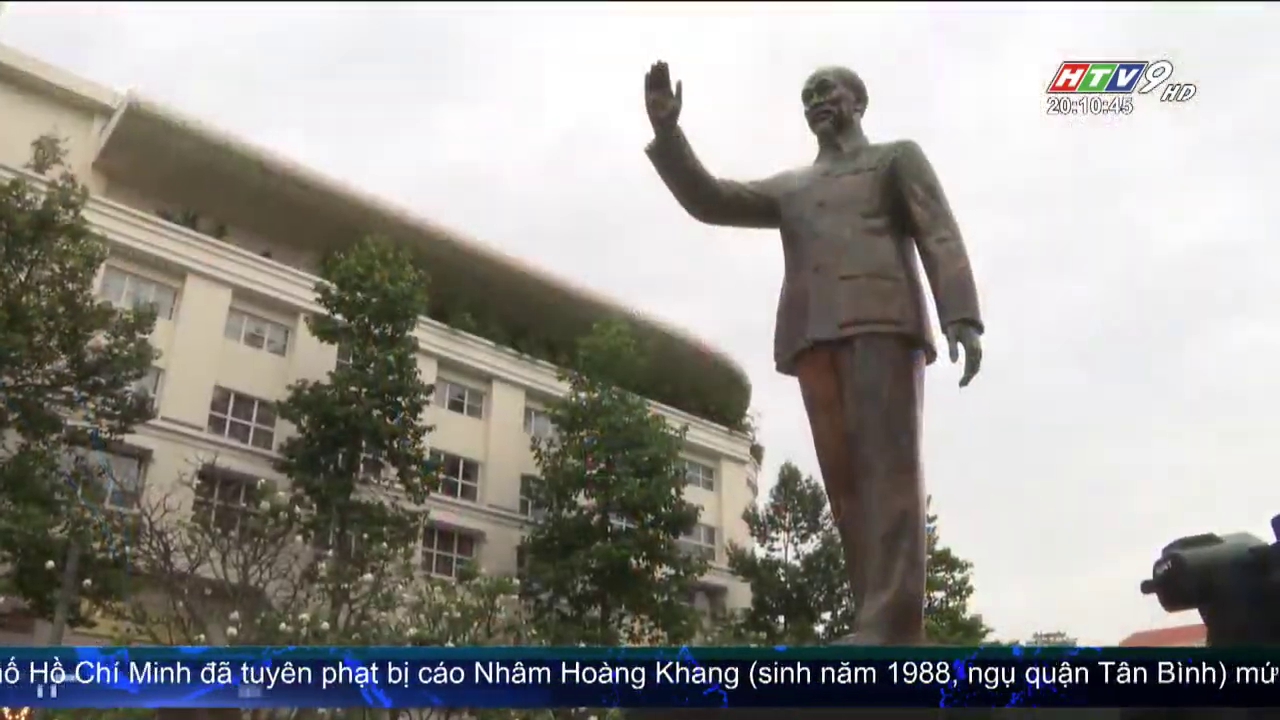 HTV9 HD
20:10:45
Hồ Chí Minh đã tuyên phạt bị cáo Nhâm Hoàng Khang (sinh năm 1988, ngụ quận Tân Bình)